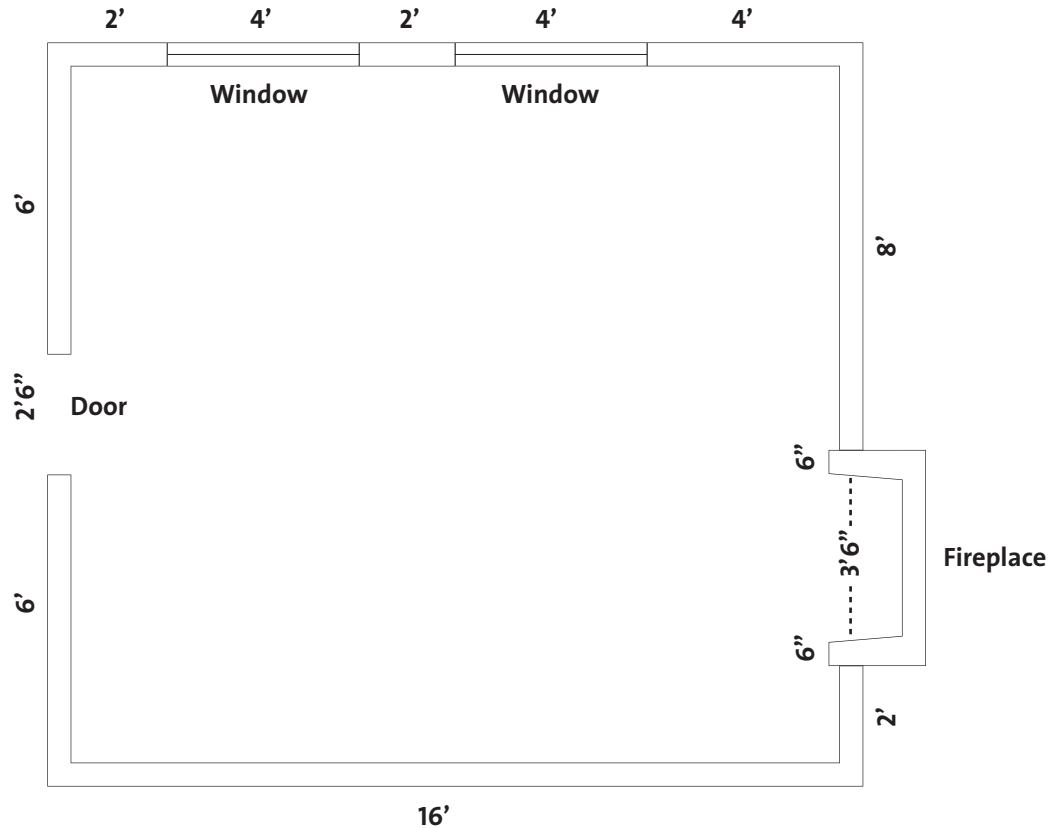 2’ 4’ 2’ 4’ 4’
Window Window
6’
8’
2’6”
Door
6”
3’6”
Fireplace
6’
6”
2’
16’